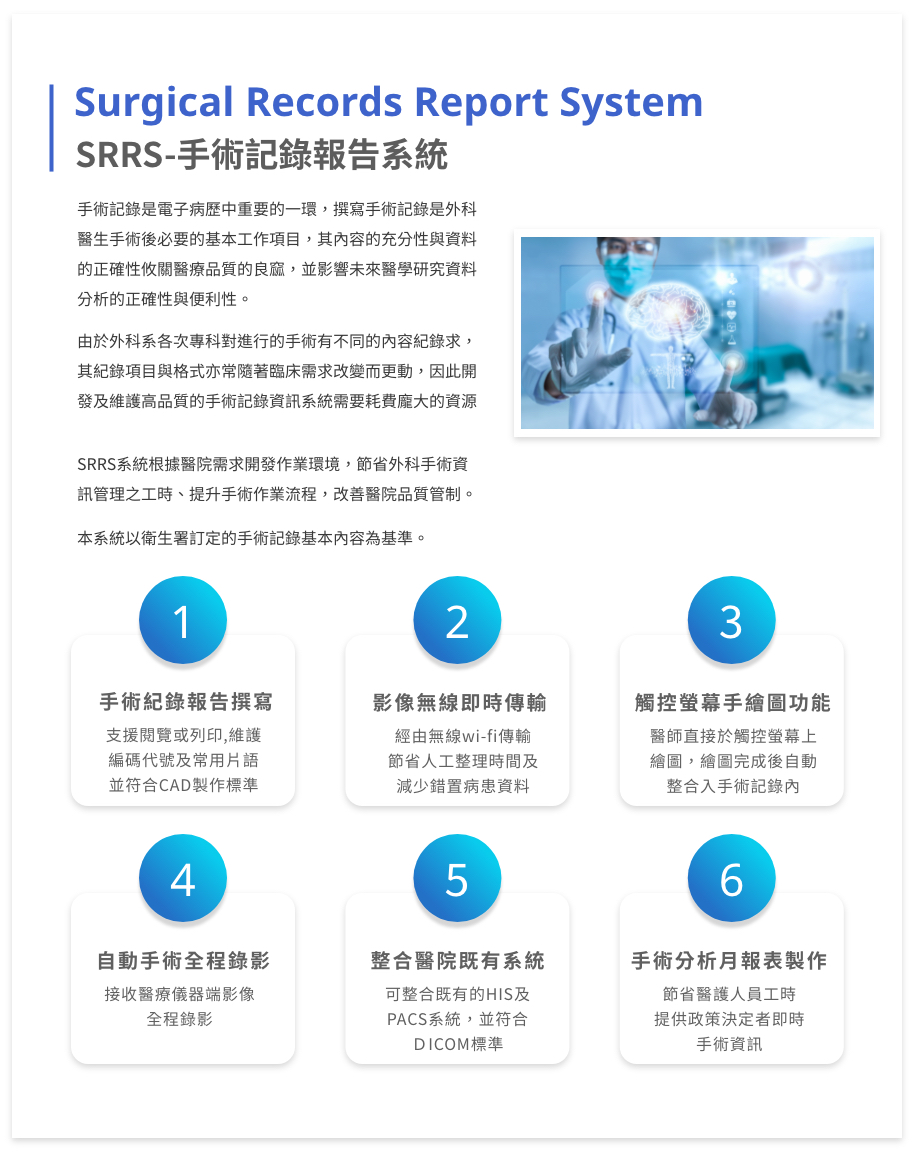 Surgical Records Report System
SRRS-手術記錄報告系統
手術記錄是電子病歷中重要的一環，撰寫手術記錄是外科
醫生手術後必要的基本工作項目，其內容的充分性與資料
的正確性攸關醫療品質的良窳，並影響未來醫學研究資料
分析的正確性與便利性。
由於外科系各次專科對進行的手術有不同的內容紀錄求，
其紀錄項目與格式亦常隨著臨床需求改變而更動，因此開
發及維護高品質的手術記錄資訊系統需要耗費龐大的資源
SRRS系統根據醫院需求開發作業環境，節省外科手術資
訊管理之工時、提升手術作業流程，改善醫院品質管制。
本系統以衛生署訂定的手術記錄基本內容為基準。
1
手術紀錄報告撰寫
支援閱覽或列印,維護
編碼代號及常用片語
並符合CAD製作標準
2
影像無線即時傳輸
經由無線wi-fi傳輸
節省人工整理時間及
減少錯置病患資料
3
觸控螢幕手繪圖功能
醫師直接於觸控螢幕上
繪圖，繪圖完成後自動
整合入手術記錄內
4
自動手術全程錄影
接收醫療儀器端影像
全程錄影
5
整合醫院既有系統
可整合既有的HIS及
PACS系統，並符合
DICOM標準
6
手術分析月報表製作
節省醫護人員工時
提供政策決定者即時
手術資訊